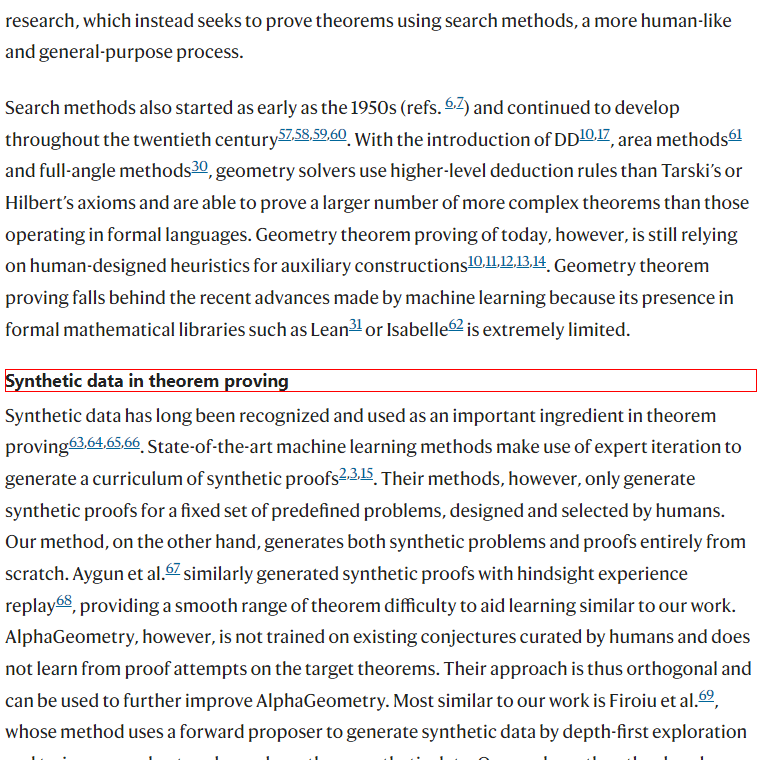 research, which instead seeks to prove theorems using search methods, a more human-like
and general-purpose process.
Search methods also started as early as the 1950s (refs. 6,7) and continued to develop
throughout the twentieth century57,58,59,60. With the introduction of DD10,17, area methods61
and full-angle methods30, geometry solvers use higher-level deduction rules than Tarski’s or
Hilbert’s axioms and are able to prove a larger number of more complex theorems than those
operating in formal languages. Geometry theorem proving of today, however, is still relying
on human-designed heuristics for auxiliary constructions10,11,12,13,14. Geometry theorem
proving falls behind the recent advances made by machine learning because its presence in
formal mathematical libraries such as Lean31 or Isabelle62 is extremely limited.
Synthetic data in theorem proving
Synthetic data has long been recognized and used as an important ingredient in theorem
proving63,64,65,66. State-of-the-art machine learning methods make use of expert iteration to
generate a curriculum of synthetic proofs2,3,15. Their methods, however, only generate
synthetic proofs for a fixed set of predefined problems, designed and selected by humans.
Our method, on the other hand, generates both synthetic problems and proofs entirely from
scratch. Aygun et al.67 similarly generated synthetic proofs with hindsight experience
replay68, providing a smooth range of theorem difficulty to aid learning similar to our work.
AlphaGeometry, however, is not trained on existing conjectures curated by humans and does
not learn from proof attempts on the target theorems. Their approach is thus orthogonal and
can be used to further improve AlphaGeometry. Most similar to our work is Firoiu et al.69,
whose method uses a forward proposer to generate synthetic data by depth-first exploration